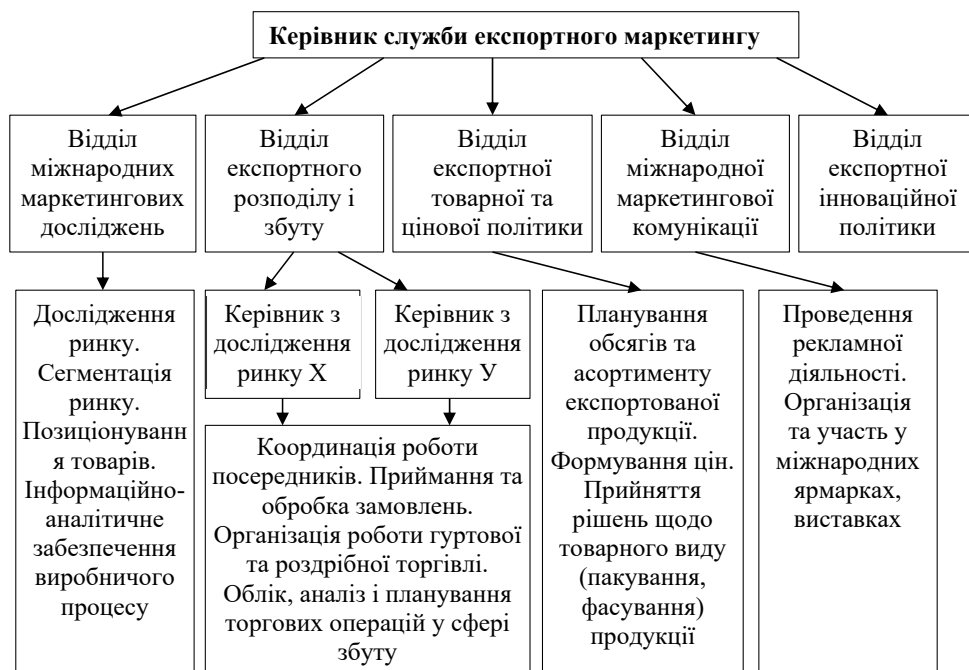 Керівник служби експортного маркетингу
Відділ
міжнародних
маркетингових
досліджень
Відділ
експортного
розподілу і
збуту
Відділ
експортної
товарної та
цінової політики
Відділ
міжнародної
маркетингової
комунікації
Відділ
експортної
інноваційної
політики
Дослідження
ринку.
Сегментація
ринку.
Позиціонуванн
я товарів.
Інформаційно-
аналітичне
забезпечення
виробничого
процесу
Керівник з
дослідження
ринку Х
Керівник з
дослідження
ринку У
Координація роботи
посередників. Приймання та
обробка замовлень.
Організація роботи гуртової
та роздрібної торгівлі.
Облік, аналіз і планування
торгових операцій у сфері
збуту
Планування
обсягів та
асортименту
експортованої
продукції.
Формування цін.
Прийняття
рішень щодо
товарного виду
(пакування,
фасування)
продукції
Проведення
рекламної
діяльності.
Організація
та участь у
міжнародних
ярмарках,
виставках